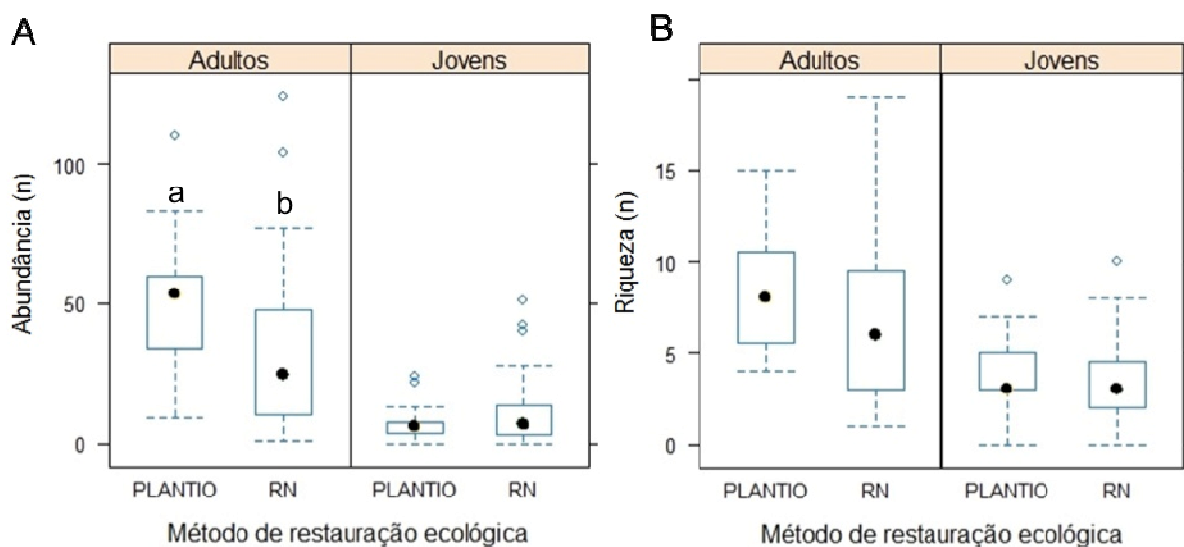 A
Adultos
Jovens
Abundância (n)
100
50
0
a
b
PLANTIO
RN
PLANTIO
RN
Método de restauração ecológica
B
Adultos
Jovens
Riqueza (n)
15
10
5
0
PLANTIO
RN
PLANTIO
RN
Método de restauração ecológica